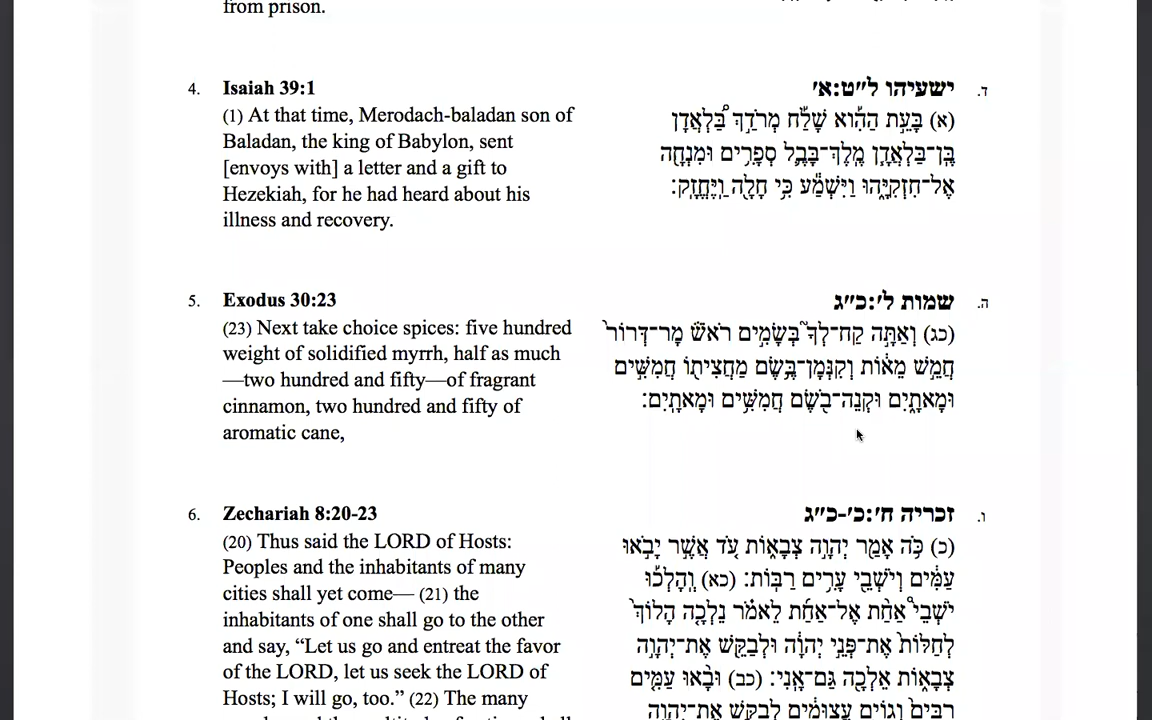 from prison.
4. Isaiah 39:1
(1) At that time, Merodach-baladan son of
Baladan, the king of Babylon, sent
[envoys with] a letter and a gift to
Hezekiah, for he had heard about his
illness and recovery.
ד. ישעיהו ל״ט:א׳
(א) בָּעֵ֣ת הַהִ֡וא שָׁלַ֡ח מְרֹדַ֣ךְ בַּ֠לְאֲדָן
בֶּֽן־בַּלְאֲדָ֧ן מֶֽלֶךְ־בָּבֶ֛ל סְפָרִ֥ים וּמִנְחָ֖ה
אֶל־חִזְקִיָּ֑הוּ וַיִּשְׁמַ֕ע כִּ֥י חָלָ֖ה וַֽיֶּחֱזָֽק׃
5. Exodus 30:23
(23) Next take choice spices: five hundred
weight of solidified myrrh, half as much
—two hundred and fifty—of fragrant
cinnamon, two hundred and fifty of
aromatic cane,
ה. שמות ל׳:כ״ג
(כג) וְאַתָּ֣ה קַח־לְךָ֮ בְּשָׂמִ֣ים רֹאשׁ֒ מָר־דְּרוֹר֙
חֲמֵ֣שׁ מֵא֔וֹת וְקִנְּמָן־בֶּ֥שֶׂם מַחֲצִית֖וֹ חֲמִשִּׁ֣ים
וּמָאתָ֑יִם וּקְנֵה־בֹ֖שֶׂם חֲמִשִּׁ֥ים וּמָאתָֽיִם׃
6. Zechariah 8:20-23
(20) Thus said the LORD of Hosts:
Peoples and the inhabitants of many
cities shall yet come— (21) the
inhabitants of one shall go to the other
and say, “Let us go and entreat the favor
of the LORD, let us seek the LORD of
Hosts; I will go, too.” (22) The many
ו. זכריה ח׳:כ׳-כ״ג
(כ) כֹּ֥ה אָמַ֖ר יְהוָ֣ה צְבָא֑וֹת עֹ֚ד אֲשֶׁ֣ר יָבֹ֣אוּ
עַמִּ֔ים וְיֹשְׁבֵ֖י עָרִ֥ים רַבּֽוֹת׃ (כא) וְֽהָלְכ֡וּ
יֹשְׁבֵי֩ אַחַ֨ת אֶל־אַחַ֜ת לֵאמֹ֗ר נֵלְכָ֤ה הָלוֹךְ֙
לְחַלּוֹת֙ אֶת־פְּנֵ֣י יְהוָ֔ה וּלְבַקֵּ֖שׁ אֶת־יְהוָ֣ה
צְבָא֑וֹת אֵלְכָ֖ה גַּם־אָֽנִי׃ (כב) וּבָ֨אוּ עַמִּ֤ים
רַבִּים֙ וְגוֹיִ֣ם עֲצוּמִ֔ים לְבַקֵּ֛שׁ אֶת־יְהוָ֥ה